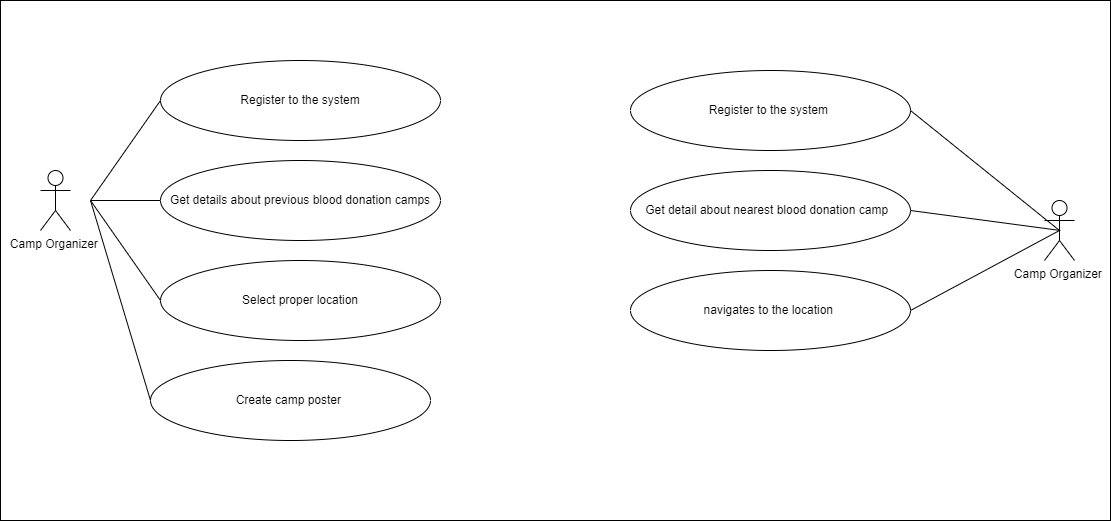 Register to the system
Get details about previous blood donation camps
Camp Organizer
Select proper location
Create camp poster
Register to the system
Get detail about nearest blood donation camp
Camp Organizer
navigates to the location